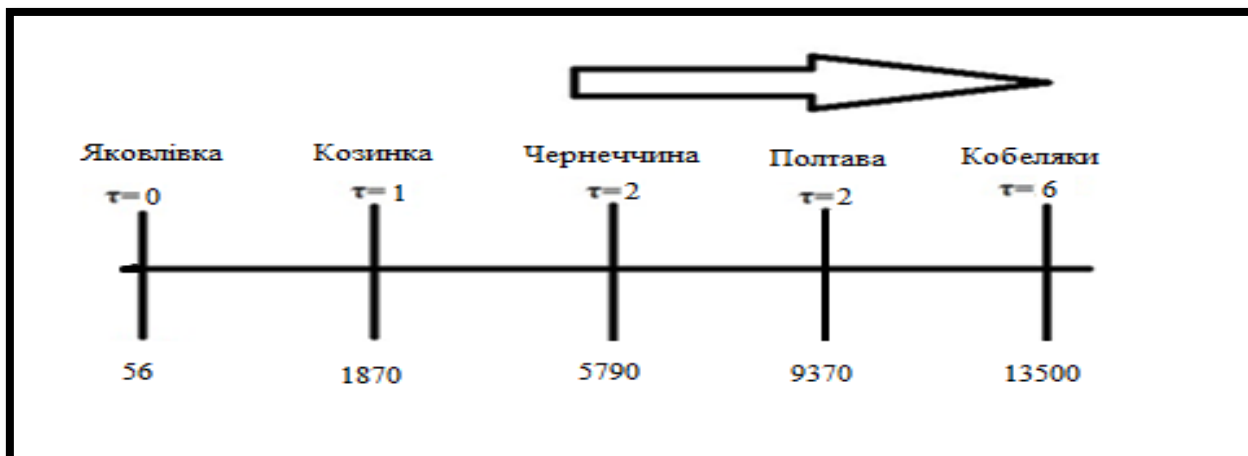 Яковлівка Козинка Чернеччина Полтава Кобеляки
τ=0 τ=1 τ=2 τ=2 τ=6
56 1870 5790 9370 13500